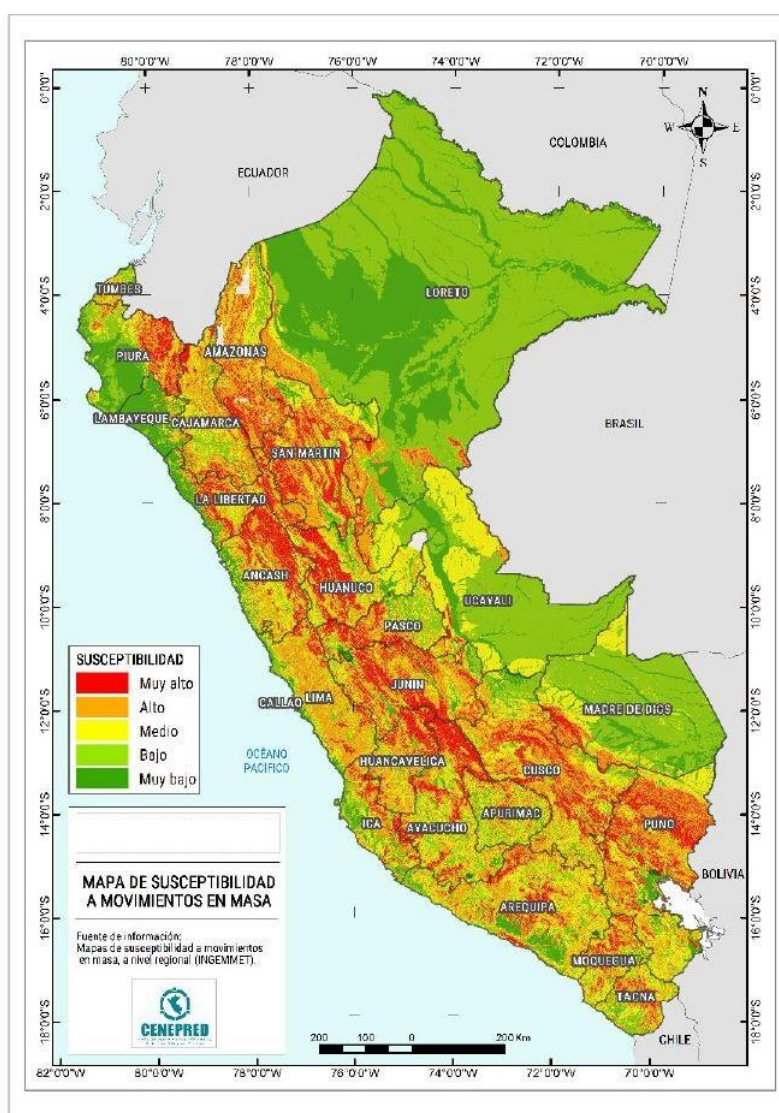 80°0'0"W 78°0'0"W 76°0'0"W 74°0'0"W 72°0'0"W 70°0'0"W
0°0'0" 0°0'0"
N
W E
S
COLOMBIA
ECUADOR
2°0'0"S 2°0'0"S
TUMBES
LORETO
4°0'0"S 4°0'0"S
PIURA
AMAZONAS
6°0'0"S 6°0'0"S
LAMBAYEQUE
CAJAMARCA
BRASIL
SAN MARTIN
LA LIBERTAD
8°0'0"S 8°0'0"S
ANCASH
HUANUCO
UCAYALI
10°0'0"S 10°0'0"S
PASCO
SUSCEPTIBILIDAD
Muy alto
Alto
Medio
Bajo
Muy bajo
JUNIN
CALLAO
LIMA
MADRE DE DIOS
12°0'0"S 12°0'0"S
OCÉANO
PACIFICO
HUANCAVELICA
CUSCO
ICA
AYACUCHO
APURIMAC
PUNO
14°0'0"S 14°0'0"S
BOLIVIA
MAPA DE SUSCEPTIBILIDAD
A MOVIMIENTOS EN MASA
AREQUIPA
16°0'0"S 16°0'0"S
Fuente de información:
Mapas de susceptibilidad a movimientos
en masa, a nivel regional (INGEMMET).
MOQUEGUA
TACNA
CENEPRED
18°0'0"S 18°0'0"S
200 100 0 200 Km
CHILE
82°0'0"W 80°0'0"W 78°0'0"W 76°0'0"W 74°0'0"W 72°0'0"W 70°0'0"W